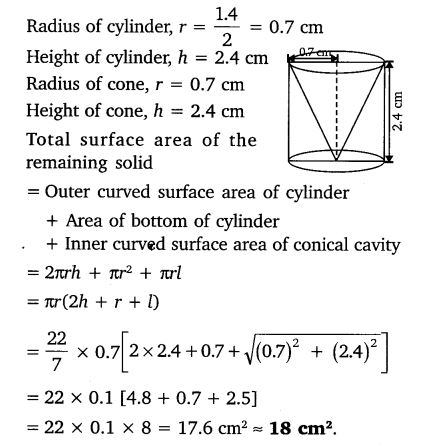 Radius of cylinder, r = 1.4/2 = 0.7 cm
Height of cylinder, h = 2.4 cm
Radius of cone, r = 0.7 cm
Height of cone, h = 2.4 cm
Total surface area of the
remaining solid
0.7 cm
2.4 cm
= Outer curved surface area of cylinder
+ Area of bottom of cylinder
+ Inner curved surface area of conical cavity
= 2πrh + πr² + πrl
= πr(2h + r + l)
= 22/7 × 0.7[2 × 2.4 + 0.7 + √((0.7)² + (2.4)²)]
= 22 × 0.1 [4.8 + 0.7 + 2.5]
= 22 × 0.1 × 8 = 17.6 cm² ≈ 18 cm².